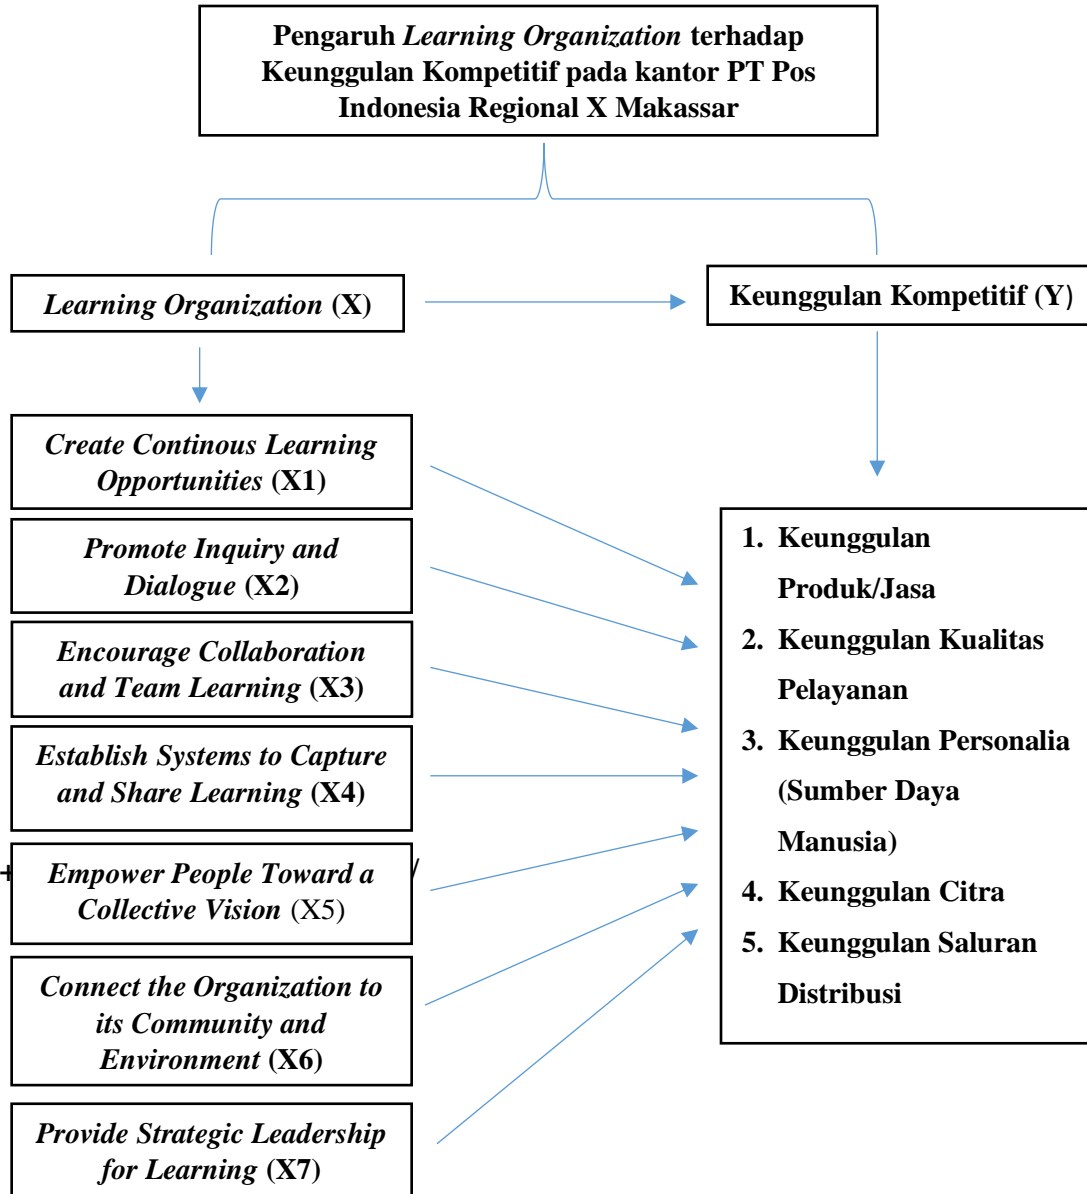 Pengaruh Learning Organization terhadap
Keunggulan Kompetitif pada kantor PT Pos
Indonesia Regional X Makassar
Learning Organization (X)
Keunggulan Kompetitif (Y)
Create Continous Learning
Opportunities (X1)
Promote Inquiry and
Dialogue (X2)
Encourage Collaboration
and Team Learning (X3)
Establish Systems to Capture
and Share Learning (X4)
+ /
Empower People Toward a
Collective Vision (X5)
Connect the Organization to
its Community and
Environment (X6)
Provide Strategic Leadership
for Learning (X7)
1. Keunggulan
Produk/Jasa
2. Keunggulan Kualitas
Pelayanan
3. Keunggulan Personalia
(Sumber Daya
Manusia)
4. Keunggulan Citra
5. Keunggulan Saluran
Distribusi